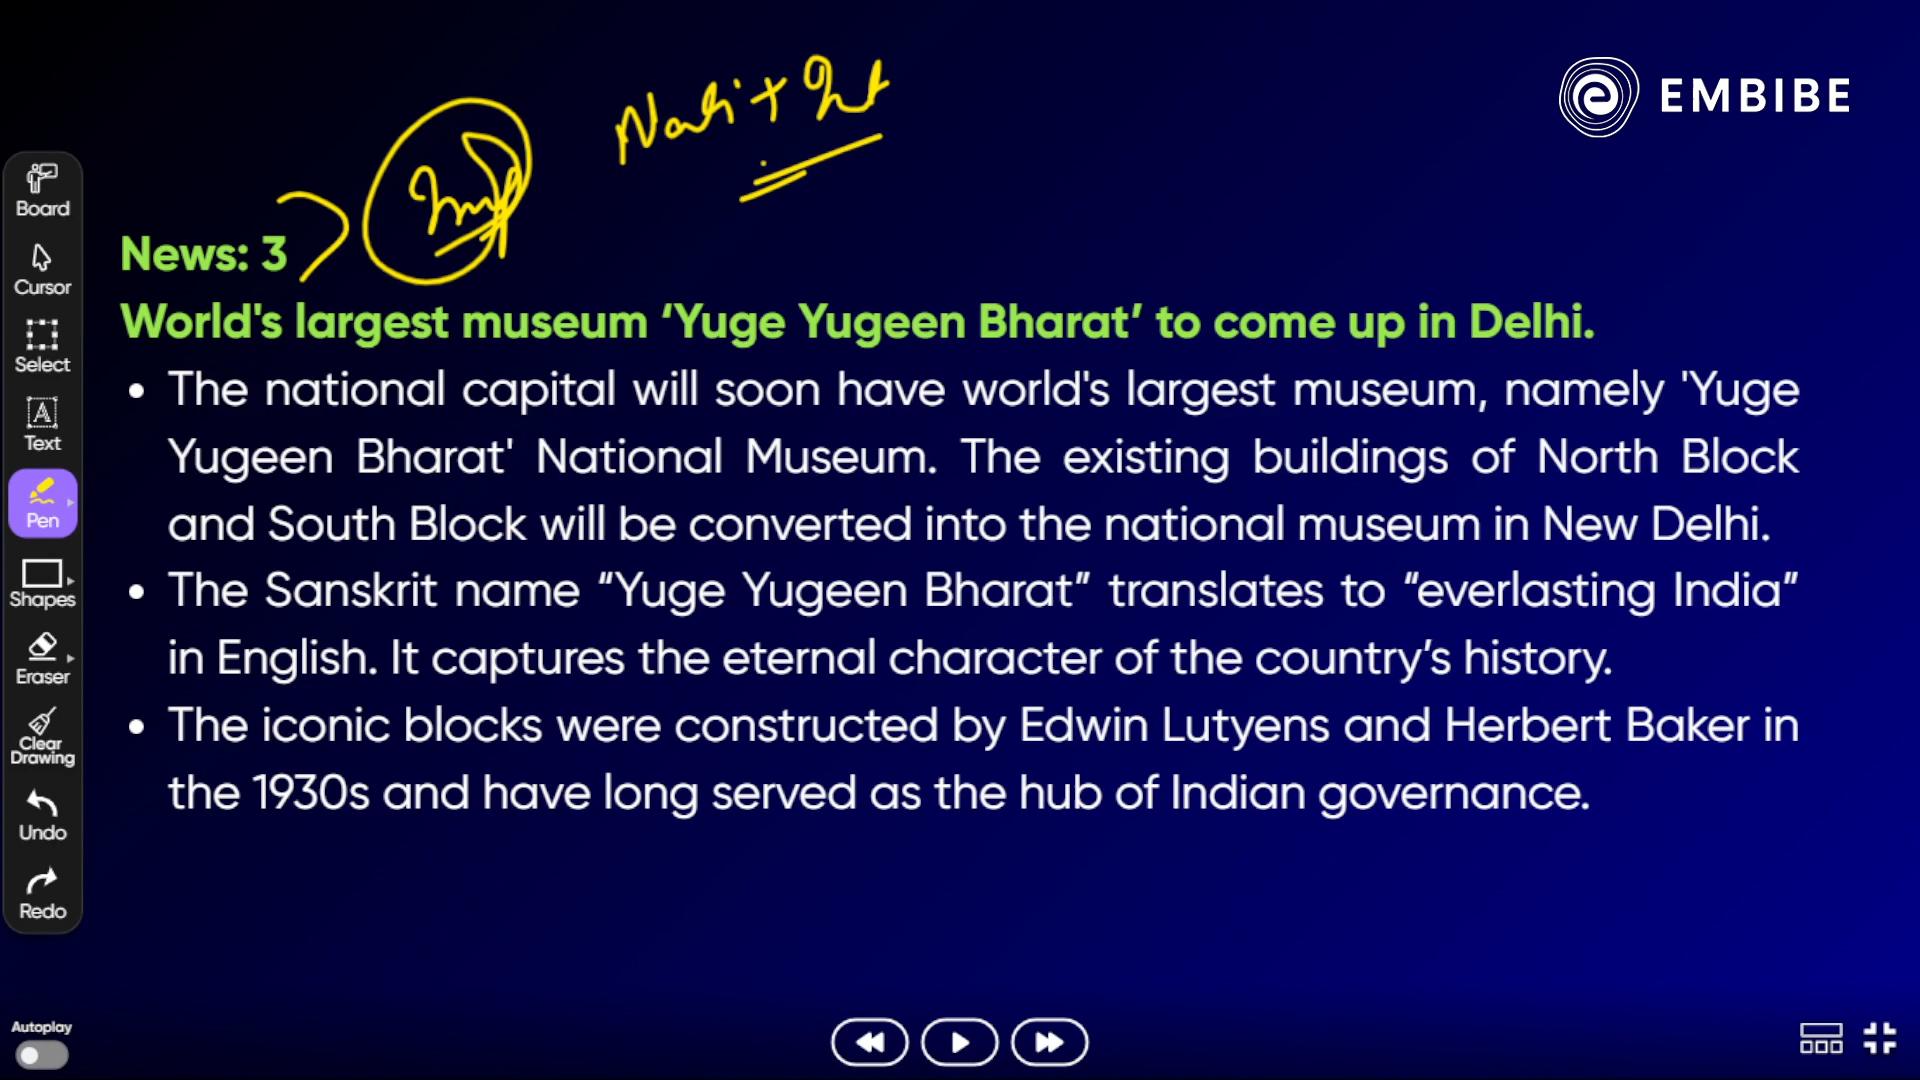 Nati + Int
EMBIBE
Imp
News: 3
World's largest museum ‘Yuge Yugeen Bharat’ to come up in Delhi.
• The national capital will soon have world's largest museum, namely 'Yuge
Yugeen Bharat' National Museum. The existing buildings of North Block
and South Block will be converted into the national museum in New Delhi.
• The Sanskrit name “Yuge Yugeen Bharat” translates to “everlasting India”
in English. It captures the eternal character of the country’s history.
• The iconic blocks were constructed by Edwin Lutyens and Herbert Baker in
the 1930s and have long served as the hub of Indian governance.
Board
Cursor
Select
Text
Pen
Shapes
Eraser
Clear
Drawing
Undo
Redo
Autoplay